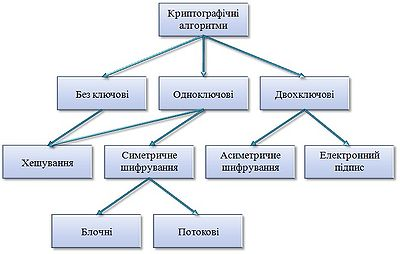 Криптографічні
алгоритми
Без ключові
Одноключові
Двохключові
Хешування
Симетричне
шифрування
Асиметричне
шифрування
Електронний
підпис
Блочні
Потокові